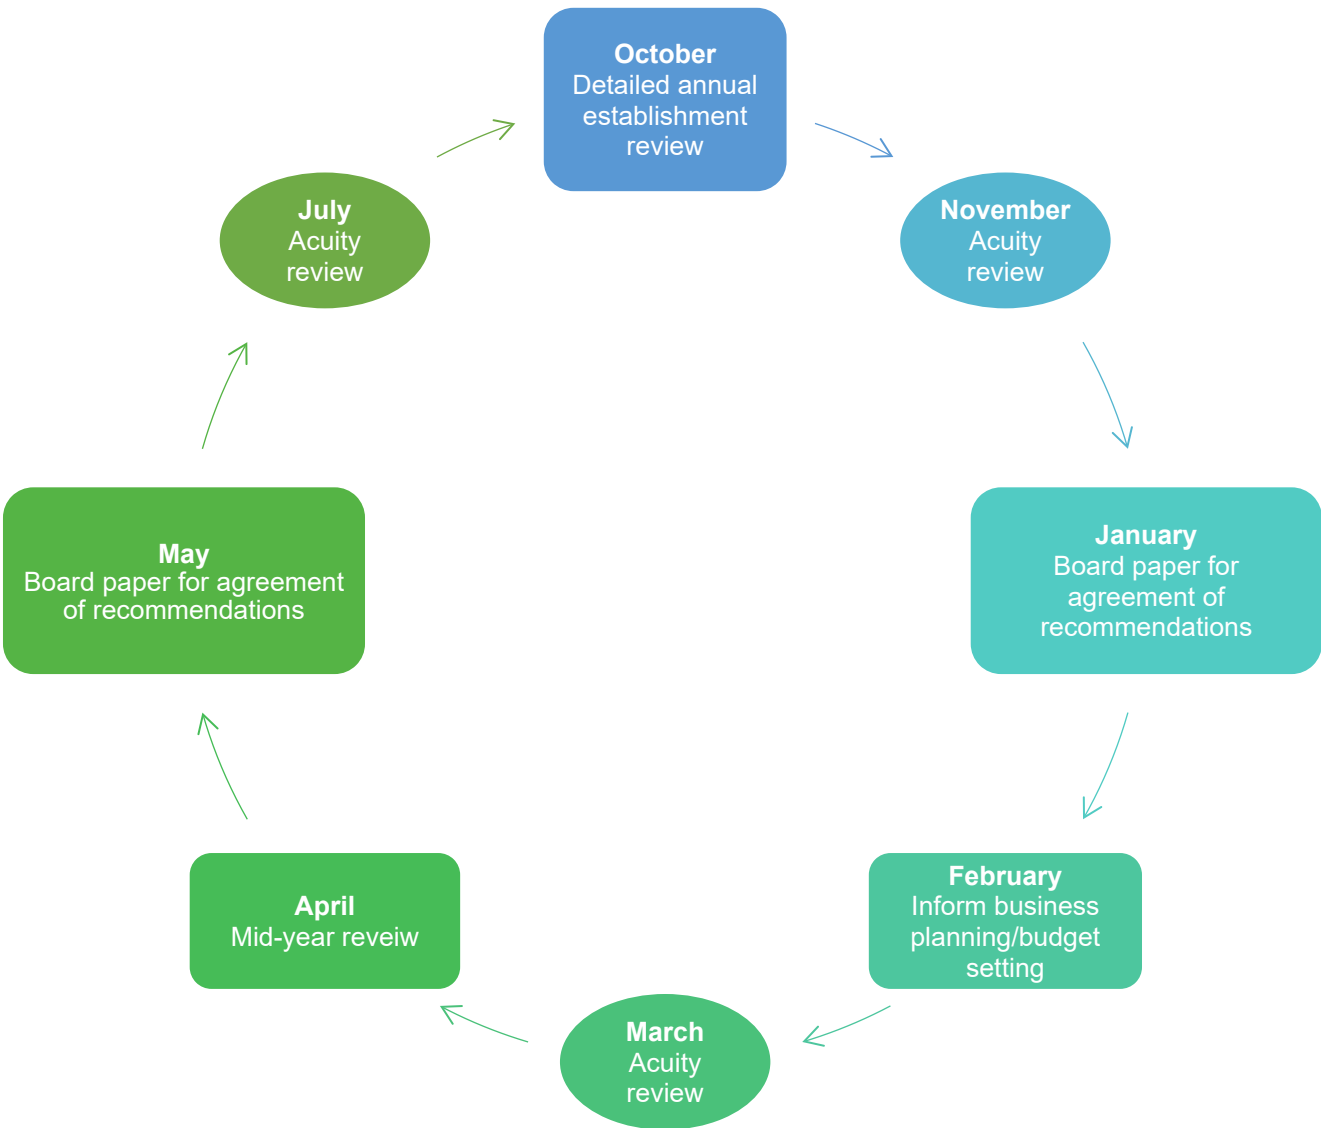 October
Detailed annual
establishment
review
November
Acuity
review
January
Board paper for
agreement of
recommendations
February
Inform business
planning/budget
setting
March
Acuity
review
April
Mid-year reveiw
May
Board paper for agreement
of recommendations
July
Acuity
review